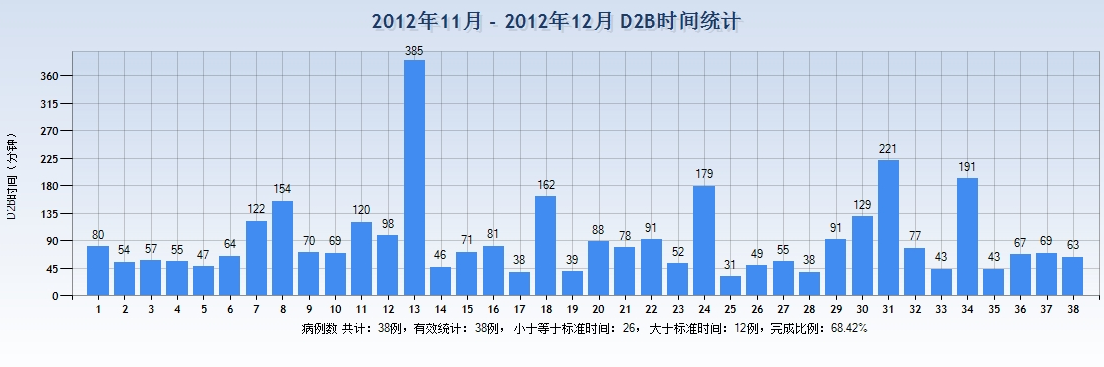 2012年11月 - 2012年12月 D2B时间统计
D2B时间（分钟）
360
315
270
225
180
135
90
45
0
80 54 57 55 47 64 122 154 70 69 120 98 385 46 71 81 38 162 39 88 78 91 52 179 31 49 55 38 91 129 221 77 43 191 43 67 69 63
1 2 3 4 5 6 7 8 9 10 11 12 13 14 15 16 17 18 19 20 21 22 23 24 25 26 27 28 29 30 31 32 33 34 35 36 37 38
病例数 共计：38例，有效统计：38例，小于等于标准时间：26，大于标准时间：12例，完成比例：68.42%